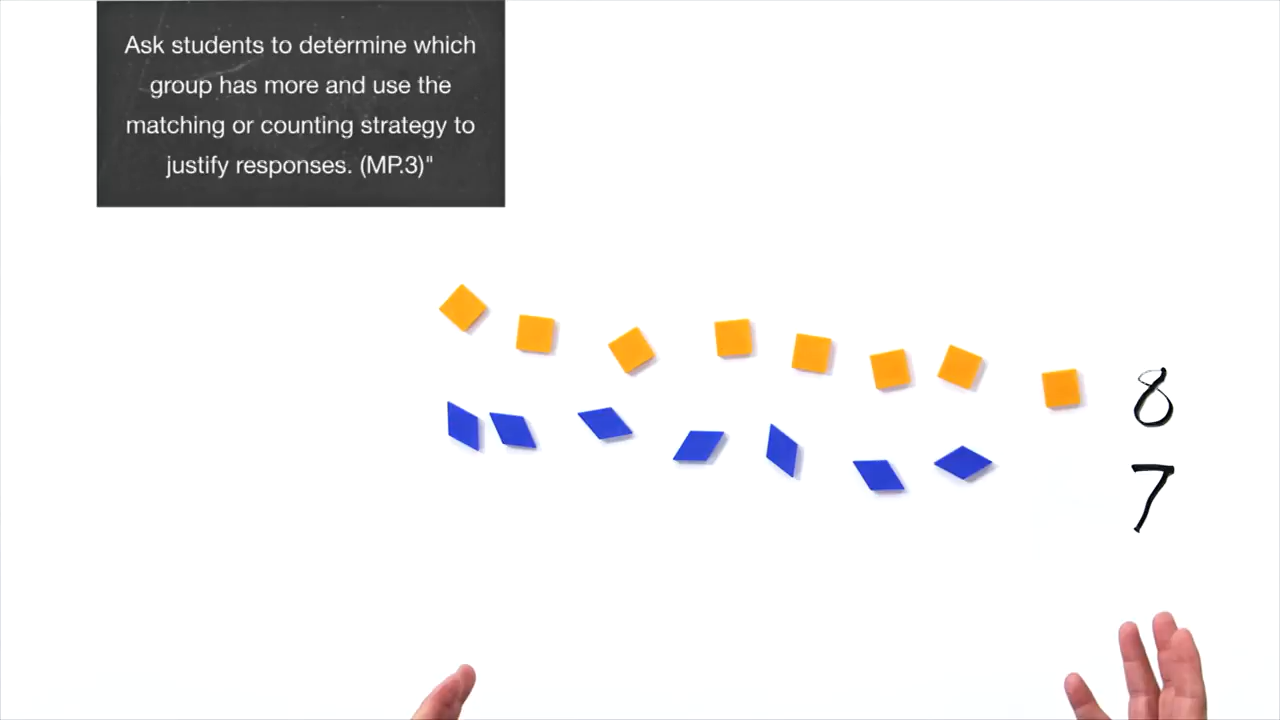 Ask students to determine which
group has more and use the
matching or counting strategy to
justify responses. (MP.3)"
8
7